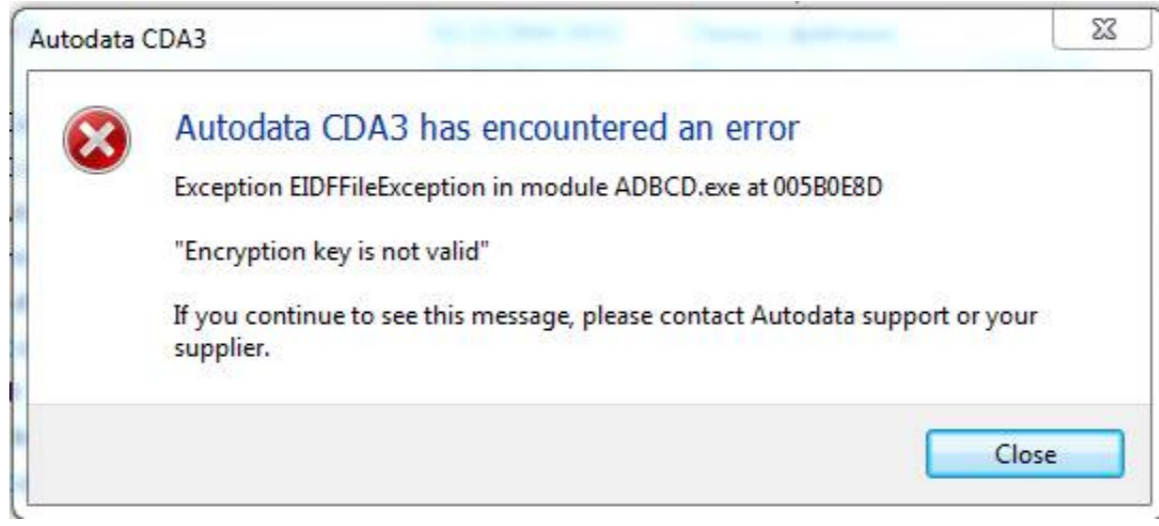 Autodata CDA3
Autodata CDA3 has encountered an error
Exception EIDFFileException in module ADBCD.exe at 005B0E8D
"Encryption key is not valid"
If you continue to see this message, please contact Autodata support or your
supplier.
Close